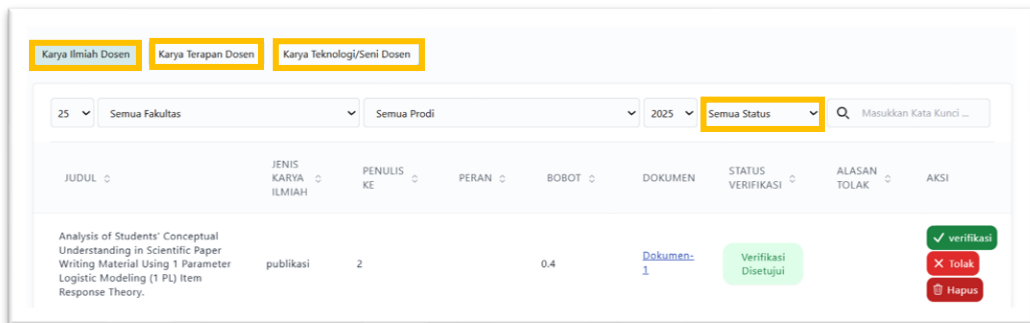 Karya Ilmiah Dosen
Karya Terapan Dosen
Karya Teknologi/Seni Dosen
25
Semua Fakultas
Semua Prodi
2025
Semua Status
Masukkan Kata Kunci ...
JUDUL
JENIS
KARYA
ILMIAH
PENULIS
KE
PERAN
BOBOT
DOKUMEN
STATUS
VERIFIKASI
ALASAN
TOLAK
AKSI
Analysis of Students' Conceptual
Understanding in Scientific Paper
Writing Material Using 1 Parameter
Logistic Modeling (1 PL) Item
Response Theory.
publikasi
2
0.4
Dokumen-
1
Verifikasi
Disetujui
verifikasi
Tolak
Hapus